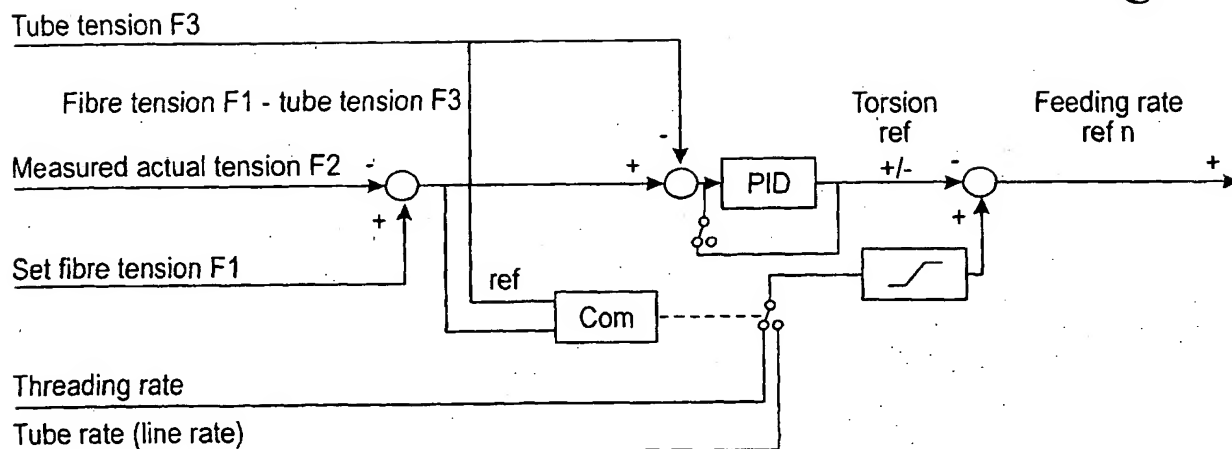 Tube tension F3
Fibre tension F1 - tube tension F3
Torsion
ref
+/-
Feeding rate
ref n
-
Measured actual tension F2
-
+
PID
-
+
+
+
Set fibre tension F1
ref
Com
Threading rate
Tube rate (line rate)